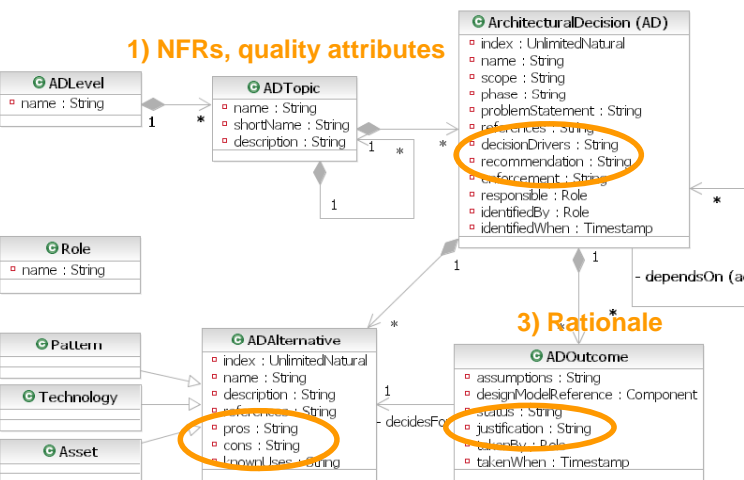 ArchitecturalDecision (AD)
index : UnlimitedNatural
name : String
scope : String
phase : String
problemStatement : String
references : String
decisionDrivers : String
recommendation : String
enforcement : String
responsible : Role
identifiedBy : Role
identifiedWhen : Timestamp
1) NFRs, quality attributes
ADLevel
name : String
1
*
ADTopic
name : String
shortName : String
description : String
1
*
*
1
*
Role
name : String
1
1
- dependsOn (a
*
*
*
3) Rationale
Pattern
Technology
Asset
ADAlternative
index : UnlimitedNatural
name : String
description : String
references : String
pros : String
cons : String
knownUses : String
1
- decidesFo
ADOutcome
assumptions : String
designModelReference : Component
status : String
justification : String
takenBy : Role
takenWhen : Timestamp